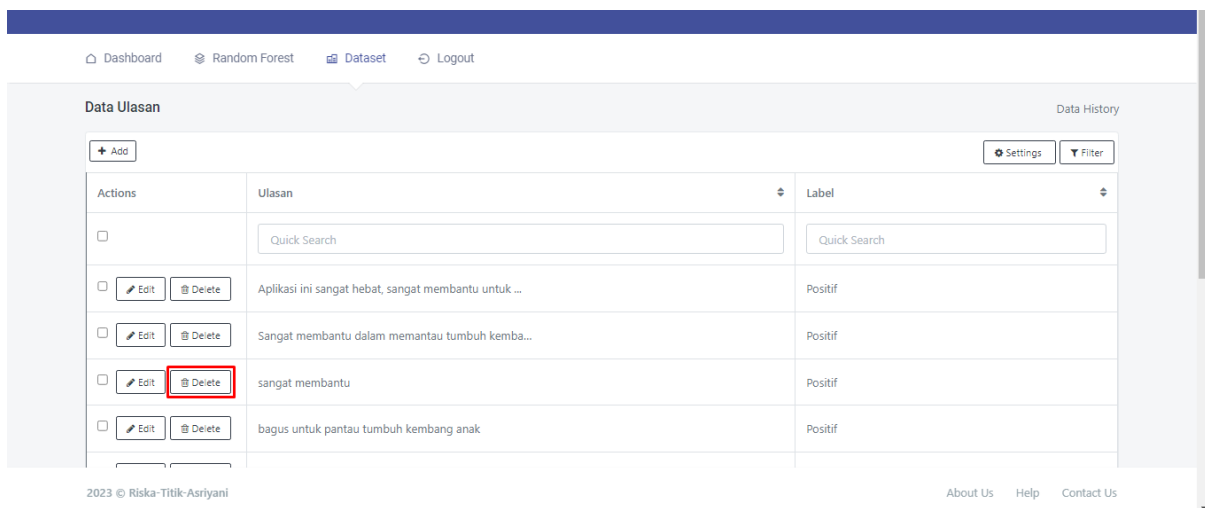 Dashboard Random Forest Dataset Logout
Data Ulasan Data History
Add Settings Filter
Actions Ulasan Label
Quick Search Quick Search
Edit Delete Aplikasi ini sangat hebat, sangat membantu untuk ... Positif
Edit Delete Sangat membantu dalam memantau tumbuh kemba... Positif
Edit Delete sangat membantu Positif
Edit Delete bagus untuk pantau tumbuh kembang anak Positif
2023 © Riska-Titik-Asriyani About Us Help Contact Us